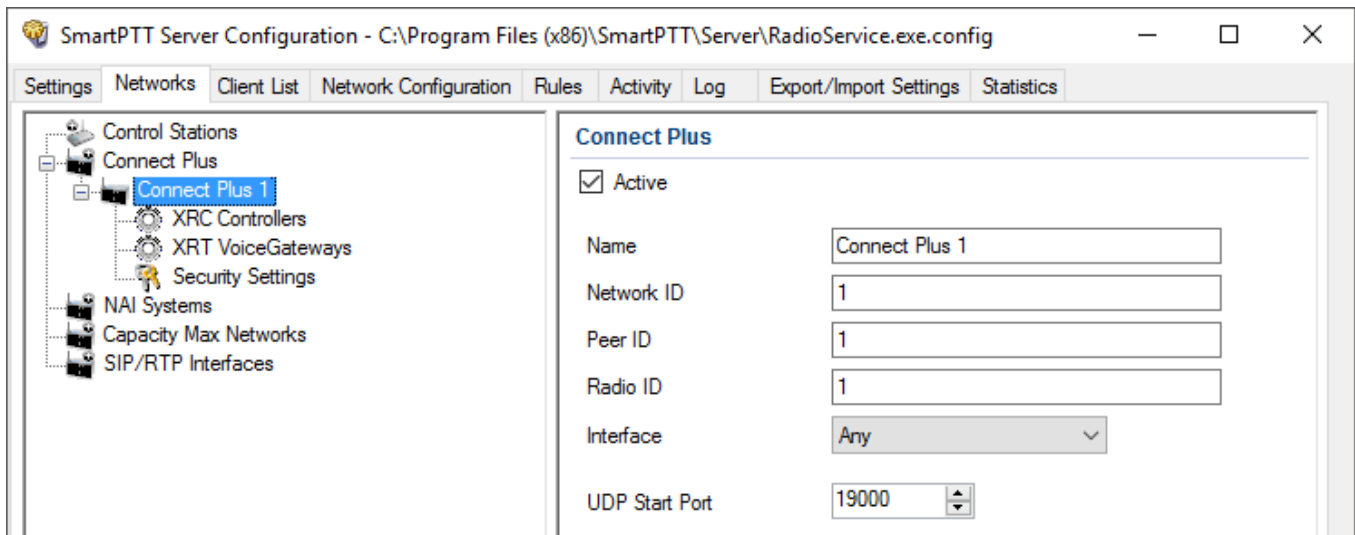 SmartPTT Server Configuration - C:\Program Files (x86)\SmartPTT\Server\RadioService.exe.config
Settings Networks Client List Network Configuration Rules Activity Log Export/Import Settings Statistics
Control Stations
Connect Plus
Connect Plus 1
XRC Controllers
XRT VoiceGateways
Security Settings
NAI Systems
Capacity Max Networks
SIP/RTP Interfaces
Connect Plus
Active
Name Connect Plus 1
Network ID 1
Peer ID 1
Radio ID 1
Interface Any
UDP Start Port 19000